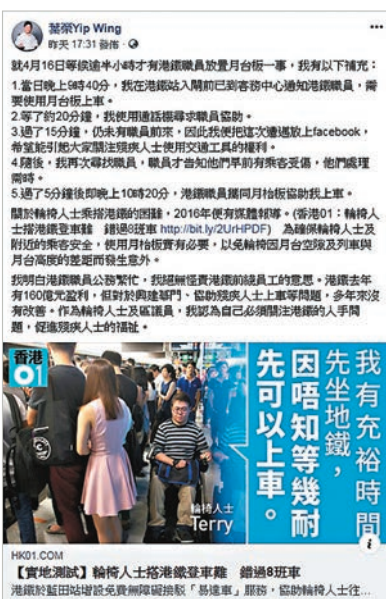 葉榮Yip Wing
昨天 17:31 發佈 ·
就4月16日等候逾半小時才有港鐵職員放置月台板一事，我有以下補充：
1.當日晚上9時40分，我在港鐵站入閘前已到客務中心通知港鐵職員，需
要使用月台板上車。
2.等了約20分鐘，我使用通話機尋求職員協助。
3.過了15分鐘，仍未有職員前來，因此我便把這次遭遇放上facebook，
希望能引起大家關注殘疾人士使用交通工具的權利。
4.隨後，我再次尋找職員，職員才告知他們早前有乘客受傷，他們處理
需時。
5.過了5分鐘後即晚上10時20分，港鐵職員攜同月枱板協助我上車。
關於輪椅人士乘搭港鐵的困難，2016年便有媒體報導。(香港01：輪椅人
士搭港鐵登車難 錯過8班車 http://bit.ly/2UrHPDF) 為確保輪椅人士及
附近的乘客安全，使用月枱板實有必要，以免輪椅因月台空隙及列車與
月台高度的差距而發生意外。
我明白港鐵職員公務繁忙，我絕無怪責港鐵前綫員工的意思。港鐵去年
有160億元盈利，但對於興建𨋢門、協助殘疾人士上車等問題，多年來沒
有改善。作為輪椅人士及區議員，我認為自己必須關注港鐵的人手問
題，促進殘疾人士的福祉。
香港
01
我有充裕時間
先坐地鐵，
因唔知等幾耐
先可以上車。
輪椅人士
Terry
HK01.COM
【實地測試】輪椅人士搭港鐵登車難 錯過8班車
港鐵於藍田站增設免費無障礙接駁「易達車」服務，協助輪椅人士往...